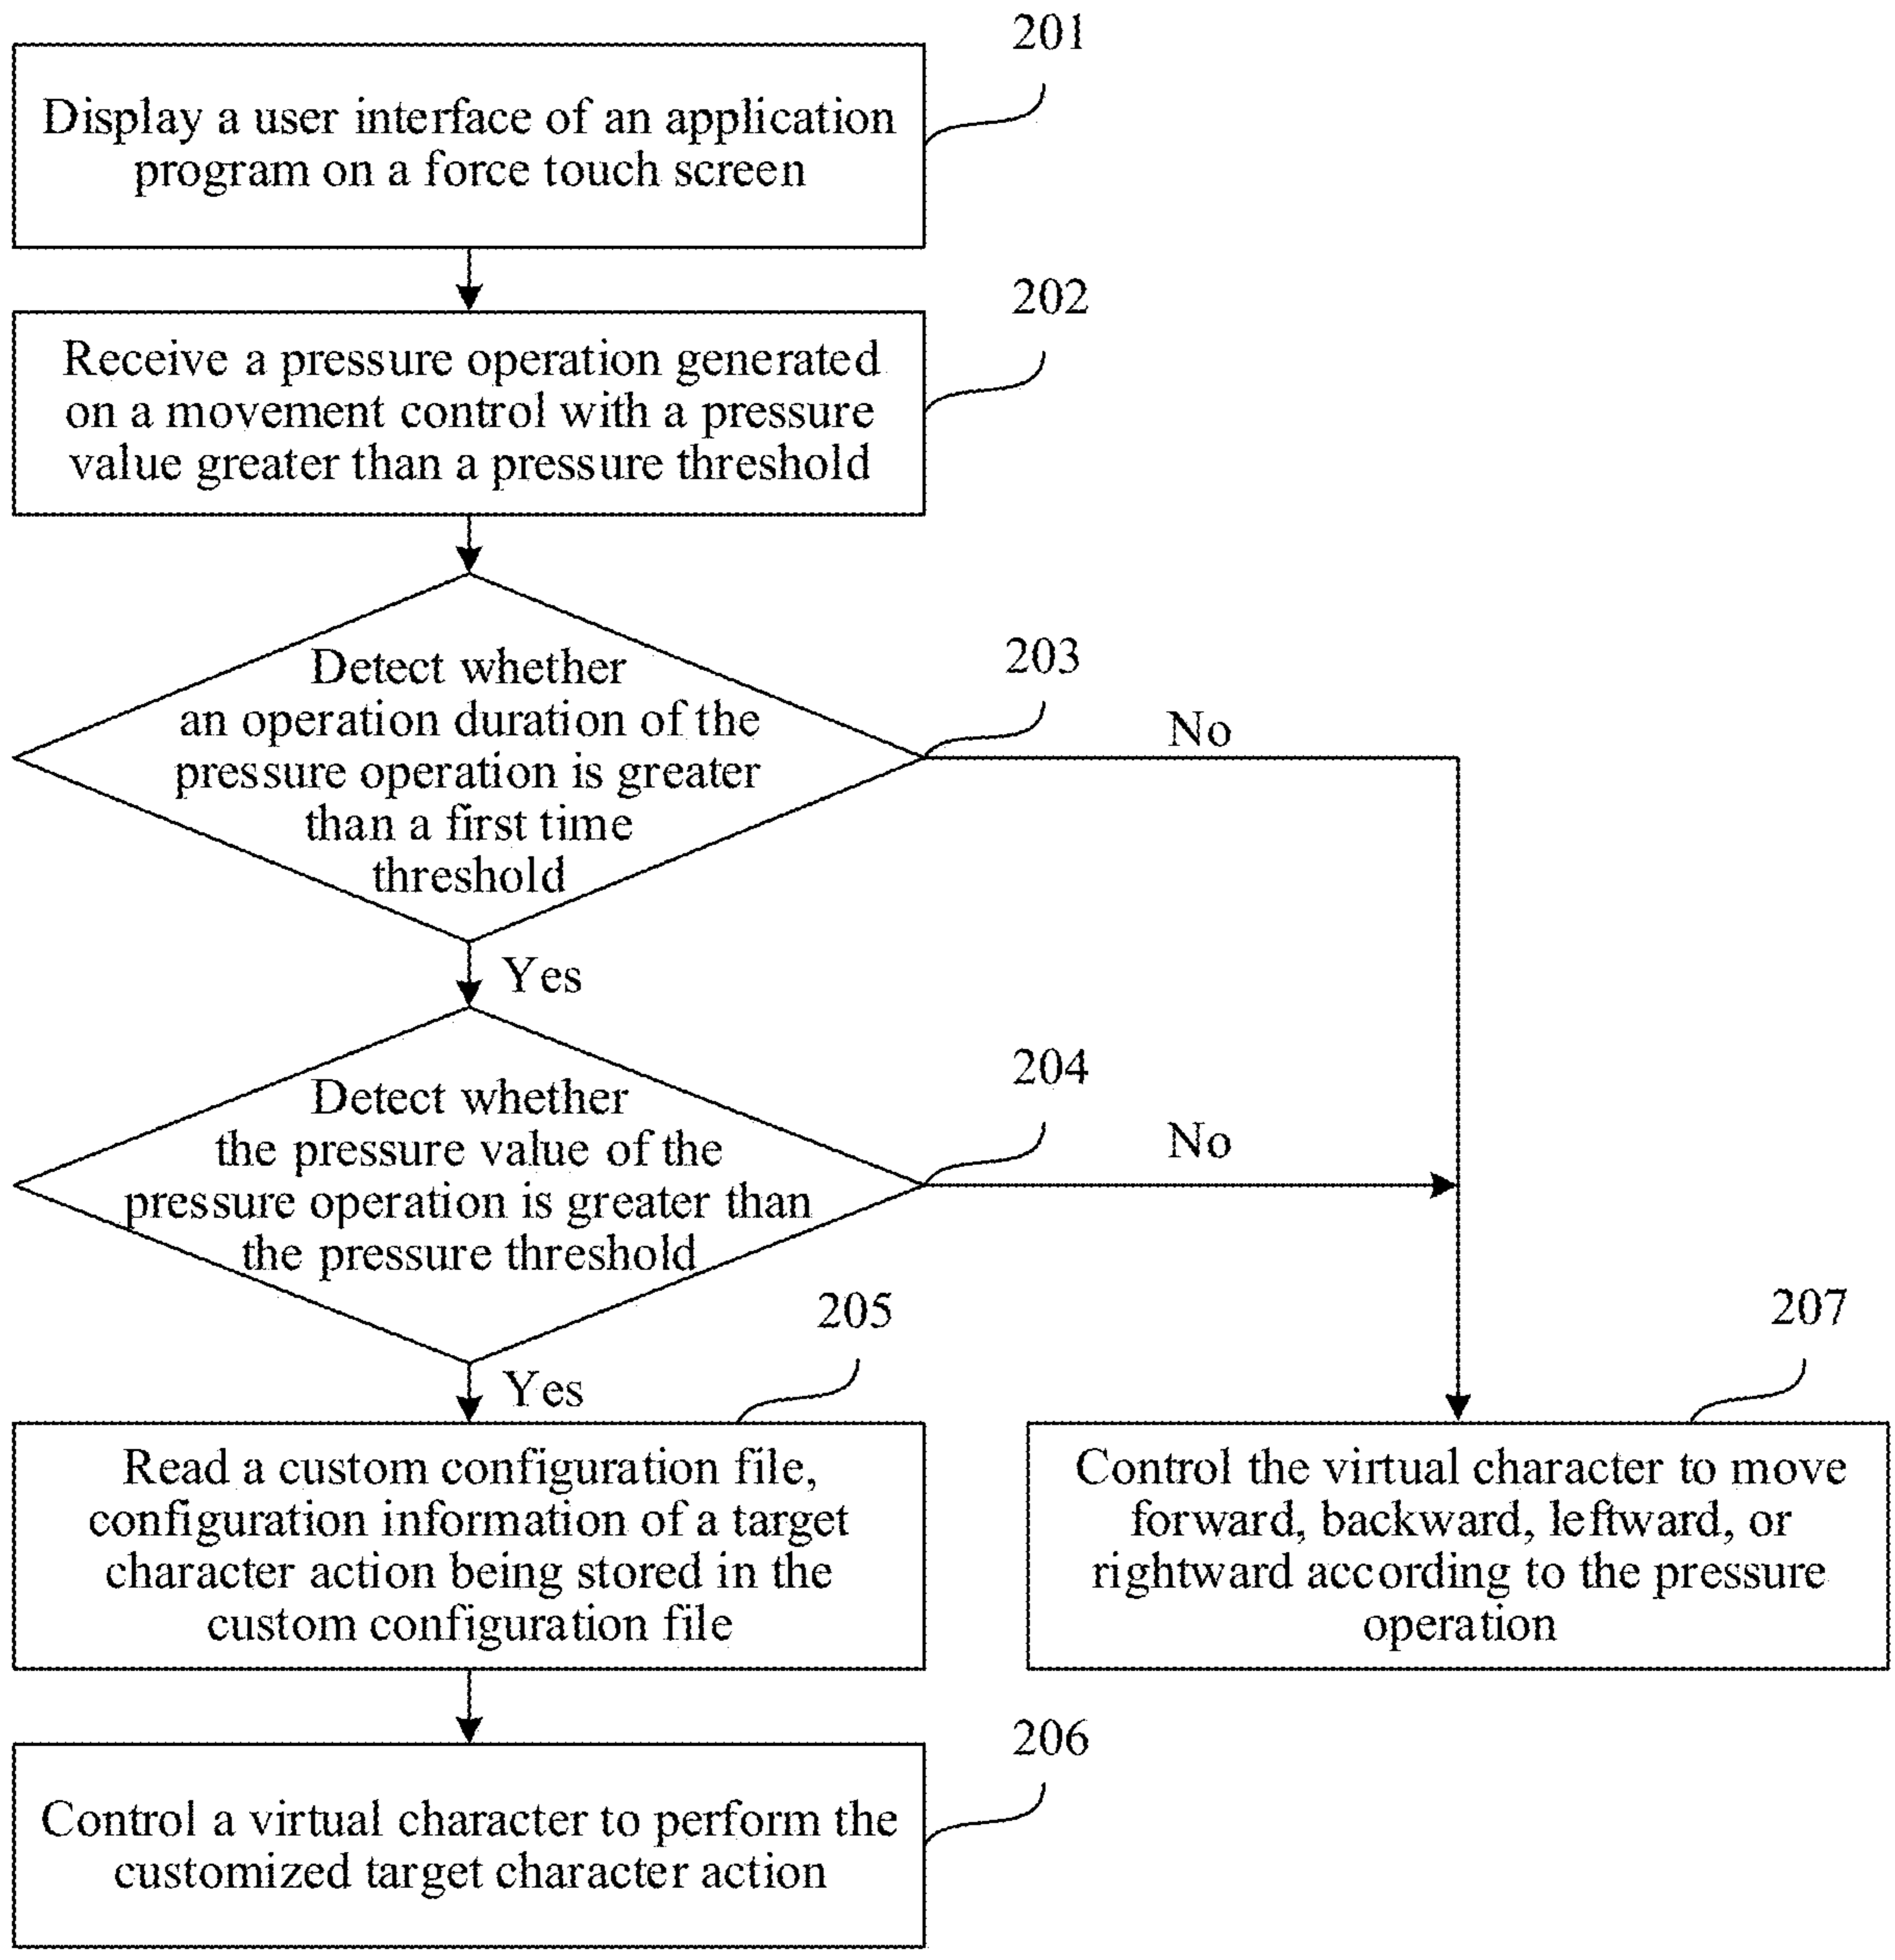 201
Display a user interface of an application
program on a force touch screen
202
Receive a pressure operation generated
on a movement control with a pressure
value greater than a pressure threshold
203
Detect whether
an operation duration of the
pressure operation is greater
than a first time
threshold
No
Yes
204
Detect whether
the pressure value of the
pressure operation is greater than
the pressure threshold
No
Yes
205
Read a custom configuration file,
configuration information of a target
character action being stored in the
custom configuration file
207
Control the virtual character to move
forward, backward, leftward, or
rightward according to the pressure
operation
206
Control a virtual character to perform the
customized target character action